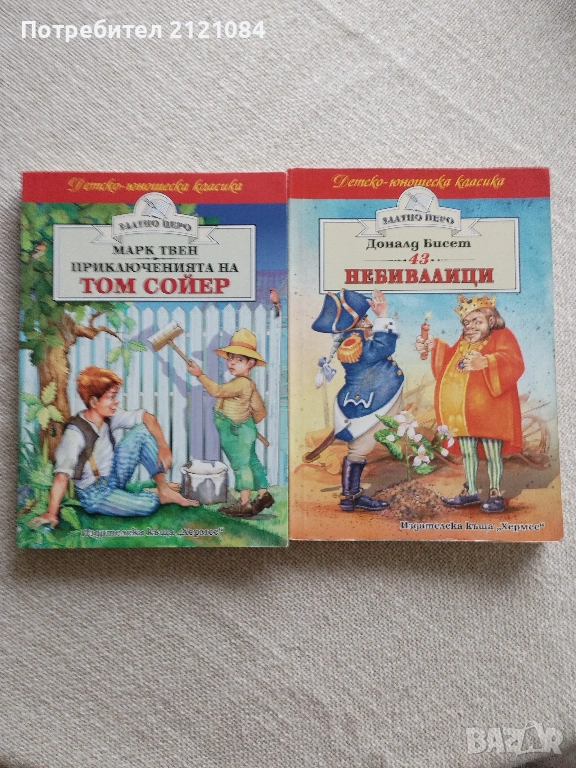 Потребител 2121084
Детско-юношеска класика
ЗЛАТНО ПЕРО
МАРК ТВЕН
ПРИКЛЮЧЕНИЯТА НА
ТОМ СОЙЕР
Издателска къща „Хермес“
Детско-юношеска класика
ЗЛАТНО ПЕРО
ДОНАЛД БИСЕТ
43
НЕБИВАЛИЦИ
Издателска къща „Хермес“
BAZAR